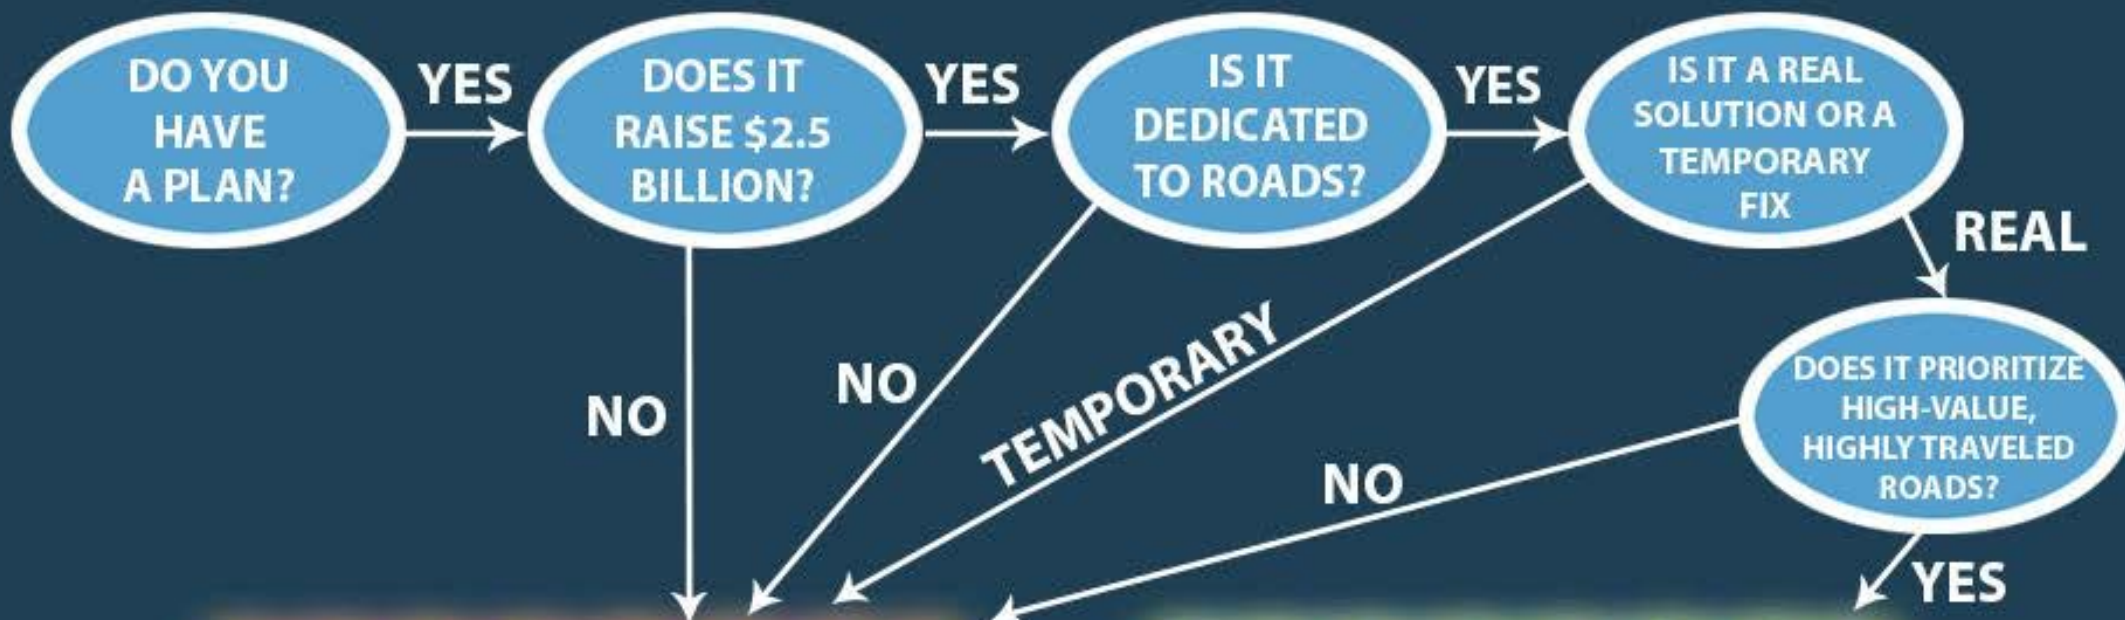 DO YOU
HAVE
A PLAN?
YES
DOES IT
RAISE $2.5
BILLION?
YES
IS IT
DEDICATED
TO ROADS?
YES
IS IT A REAL
SOLUTION OR A
TEMPORARY
FIX
REAL
DOES IT PRIORITIZE
HIGH-VALUE,
HIGHLY TRAVELED
ROADS?
NO
NO
TEMPORARY
NO
YES